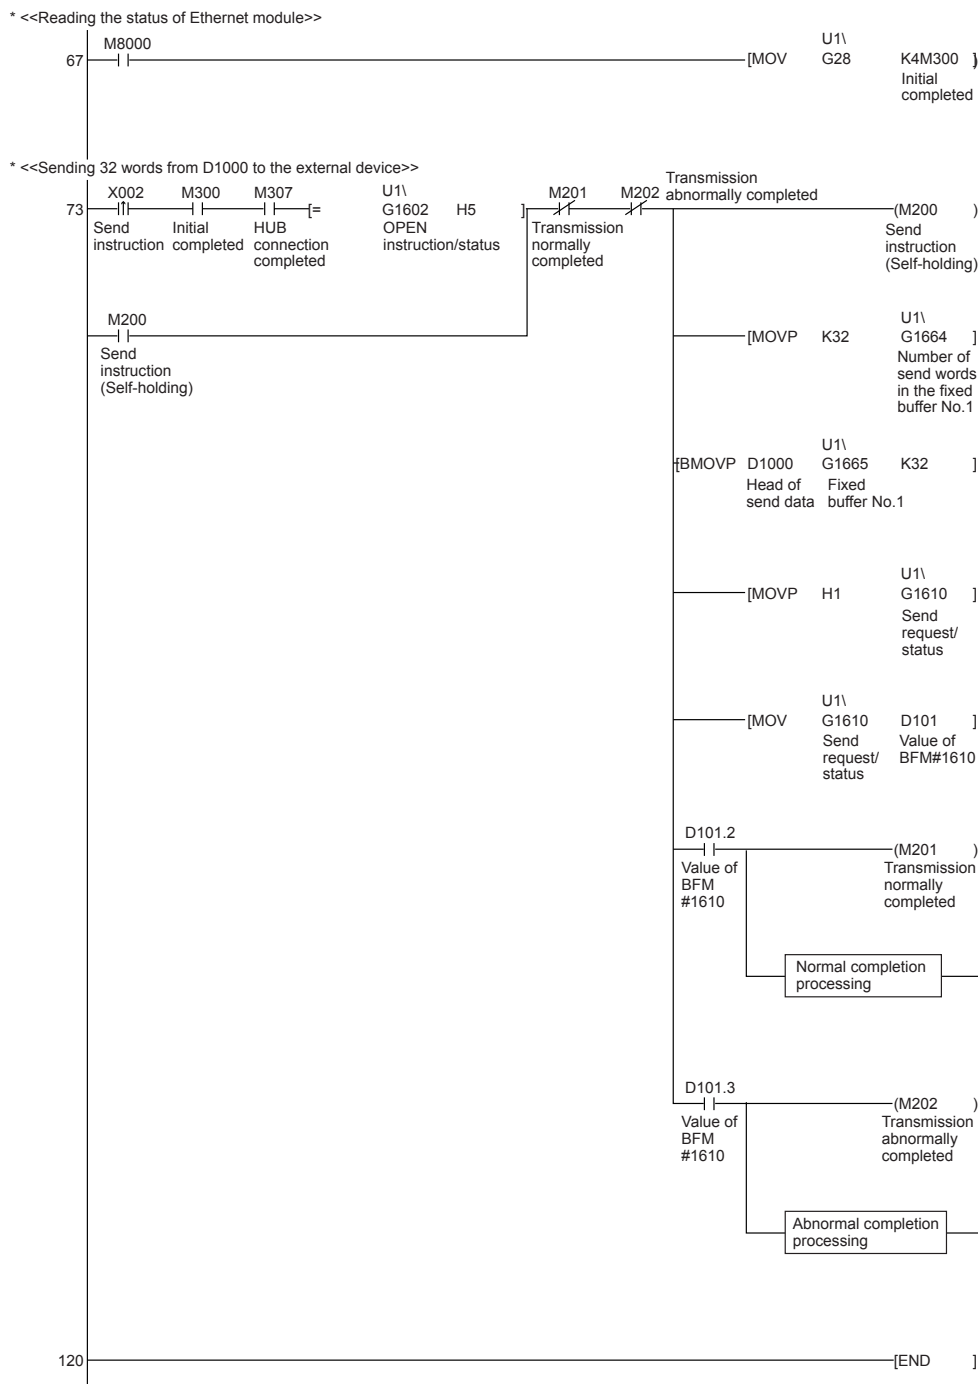 * <<Reading the status of Ethernet module>>
M8000
U1\
67
[MOV G28 K4M300 ]
Initial
completed
* <<Sending 32 words from D1000 to the external device>>
X002 M300 M307 U1\ M201 M202 Transmission
abnormally completed
73 [= G1602 H5 ] (M200 )
Send
instruction
Initial
completed
HUB
connection
completed
OPEN
instruction/status
Transmission
normally
completed
Send
instruction
(Self-holding)
M200
Send
instruction
(Self-holding)
U1\
[MOVP K32 G1664 ]
Number of
send words
in the fixed
buffer No.1
U1\
[BMOVP D1000 G1665 K32 ]
Head of
send data
Fixed
buffer No.1
U1\
[MOVP H1 G1610 ]
Send
request/
status
U1\
[MOV G1610 D101 ]
Send
request/
status
Value of
BFM#1610
D101.2
(M201 )
Value of
BFM
#1610
Transmission
normally
completed
Normal completion
processing
D101.3
(M202 )
Value of
BFM
#1610
Transmission
abnormally
completed
Abnormal completion
processing
120 [END ]